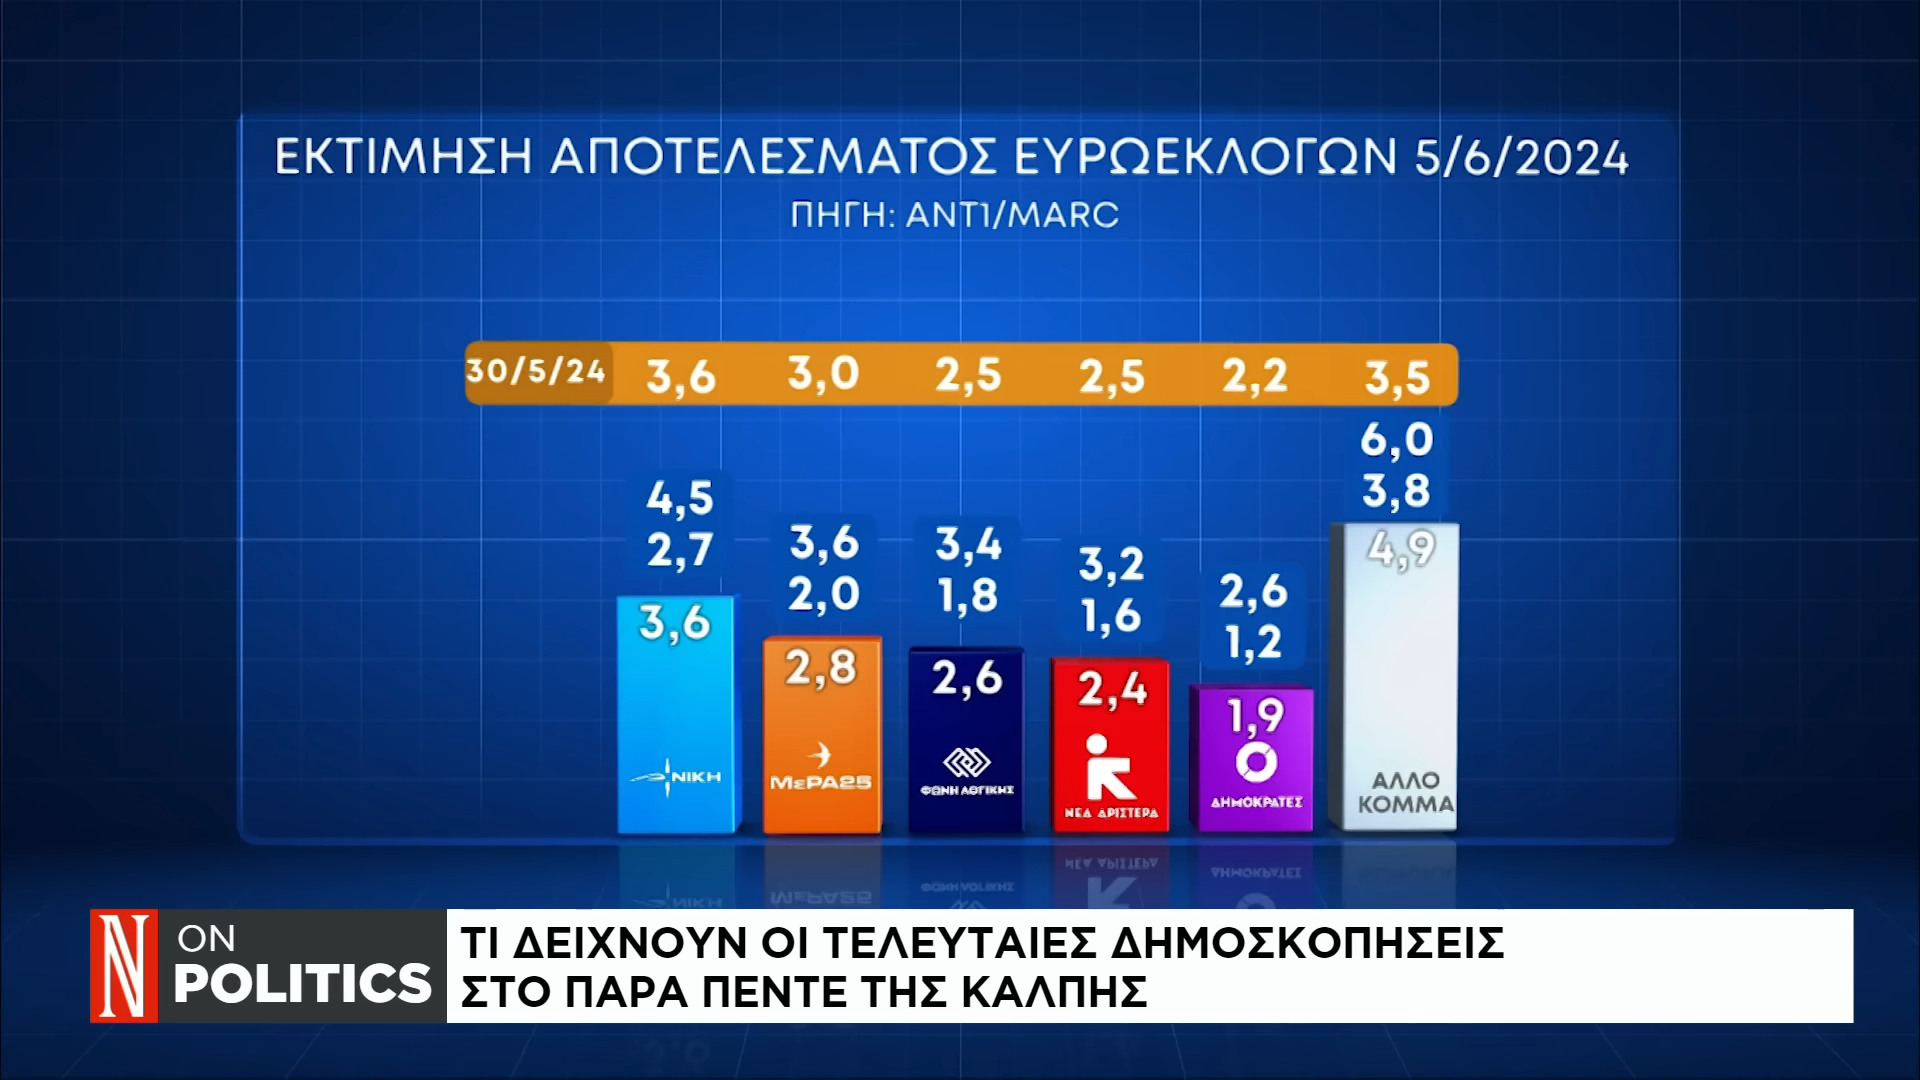 ΕΚΤΙΜΗΣΗ ΑΠΟΤΕΛΕΣΜΑΤΟΣ ΕΥΡΩΕΚΛΟΓΩΝ 5/6/2024
ΠΗΓΗ: ΑΝΤ1/MARC
30/5/24 3,6 3,0 2,5 2,5 2,2 3,5
4,5 3,6 3,4 3,2 2,6 6,0
2,7 2,0 1,8 1,6 1,2 3,8
3,6 2,8 2,6 2,4 1,9 4,9
ΝΙΚΗ ΜέΡΑ25 ΦΩΝΗ ΛΟΓΙΚΗΣ ΝΕΑ ΑΡΙΣΤΕΡΑ ΔΗΜΟΚΡΑΤΕΣ ΑΛΛΟ
ΚΟΜΜΑ
N ON
POLITICS
ΤΙ ΔΕΙΧΝΟΥΝ ΟΙ ΤΕΛΕΥΤΑΙΕΣ ΔΗΜΟΣΚΟΠΗΣΕΙΣ
ΣΤΟ ΠΑΡΑ ΠΕΝΤΕ ΤΗΣ ΚΑΛΠΗΣ